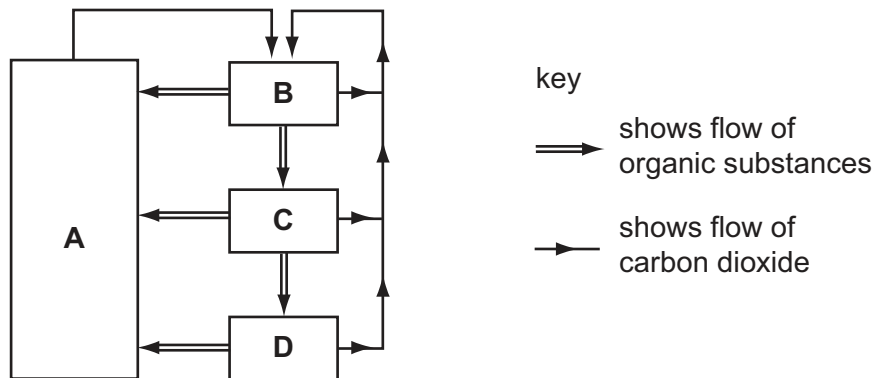 B
A
C
D
key
shows flow of
organic substances
shows flow of
carbon dioxide